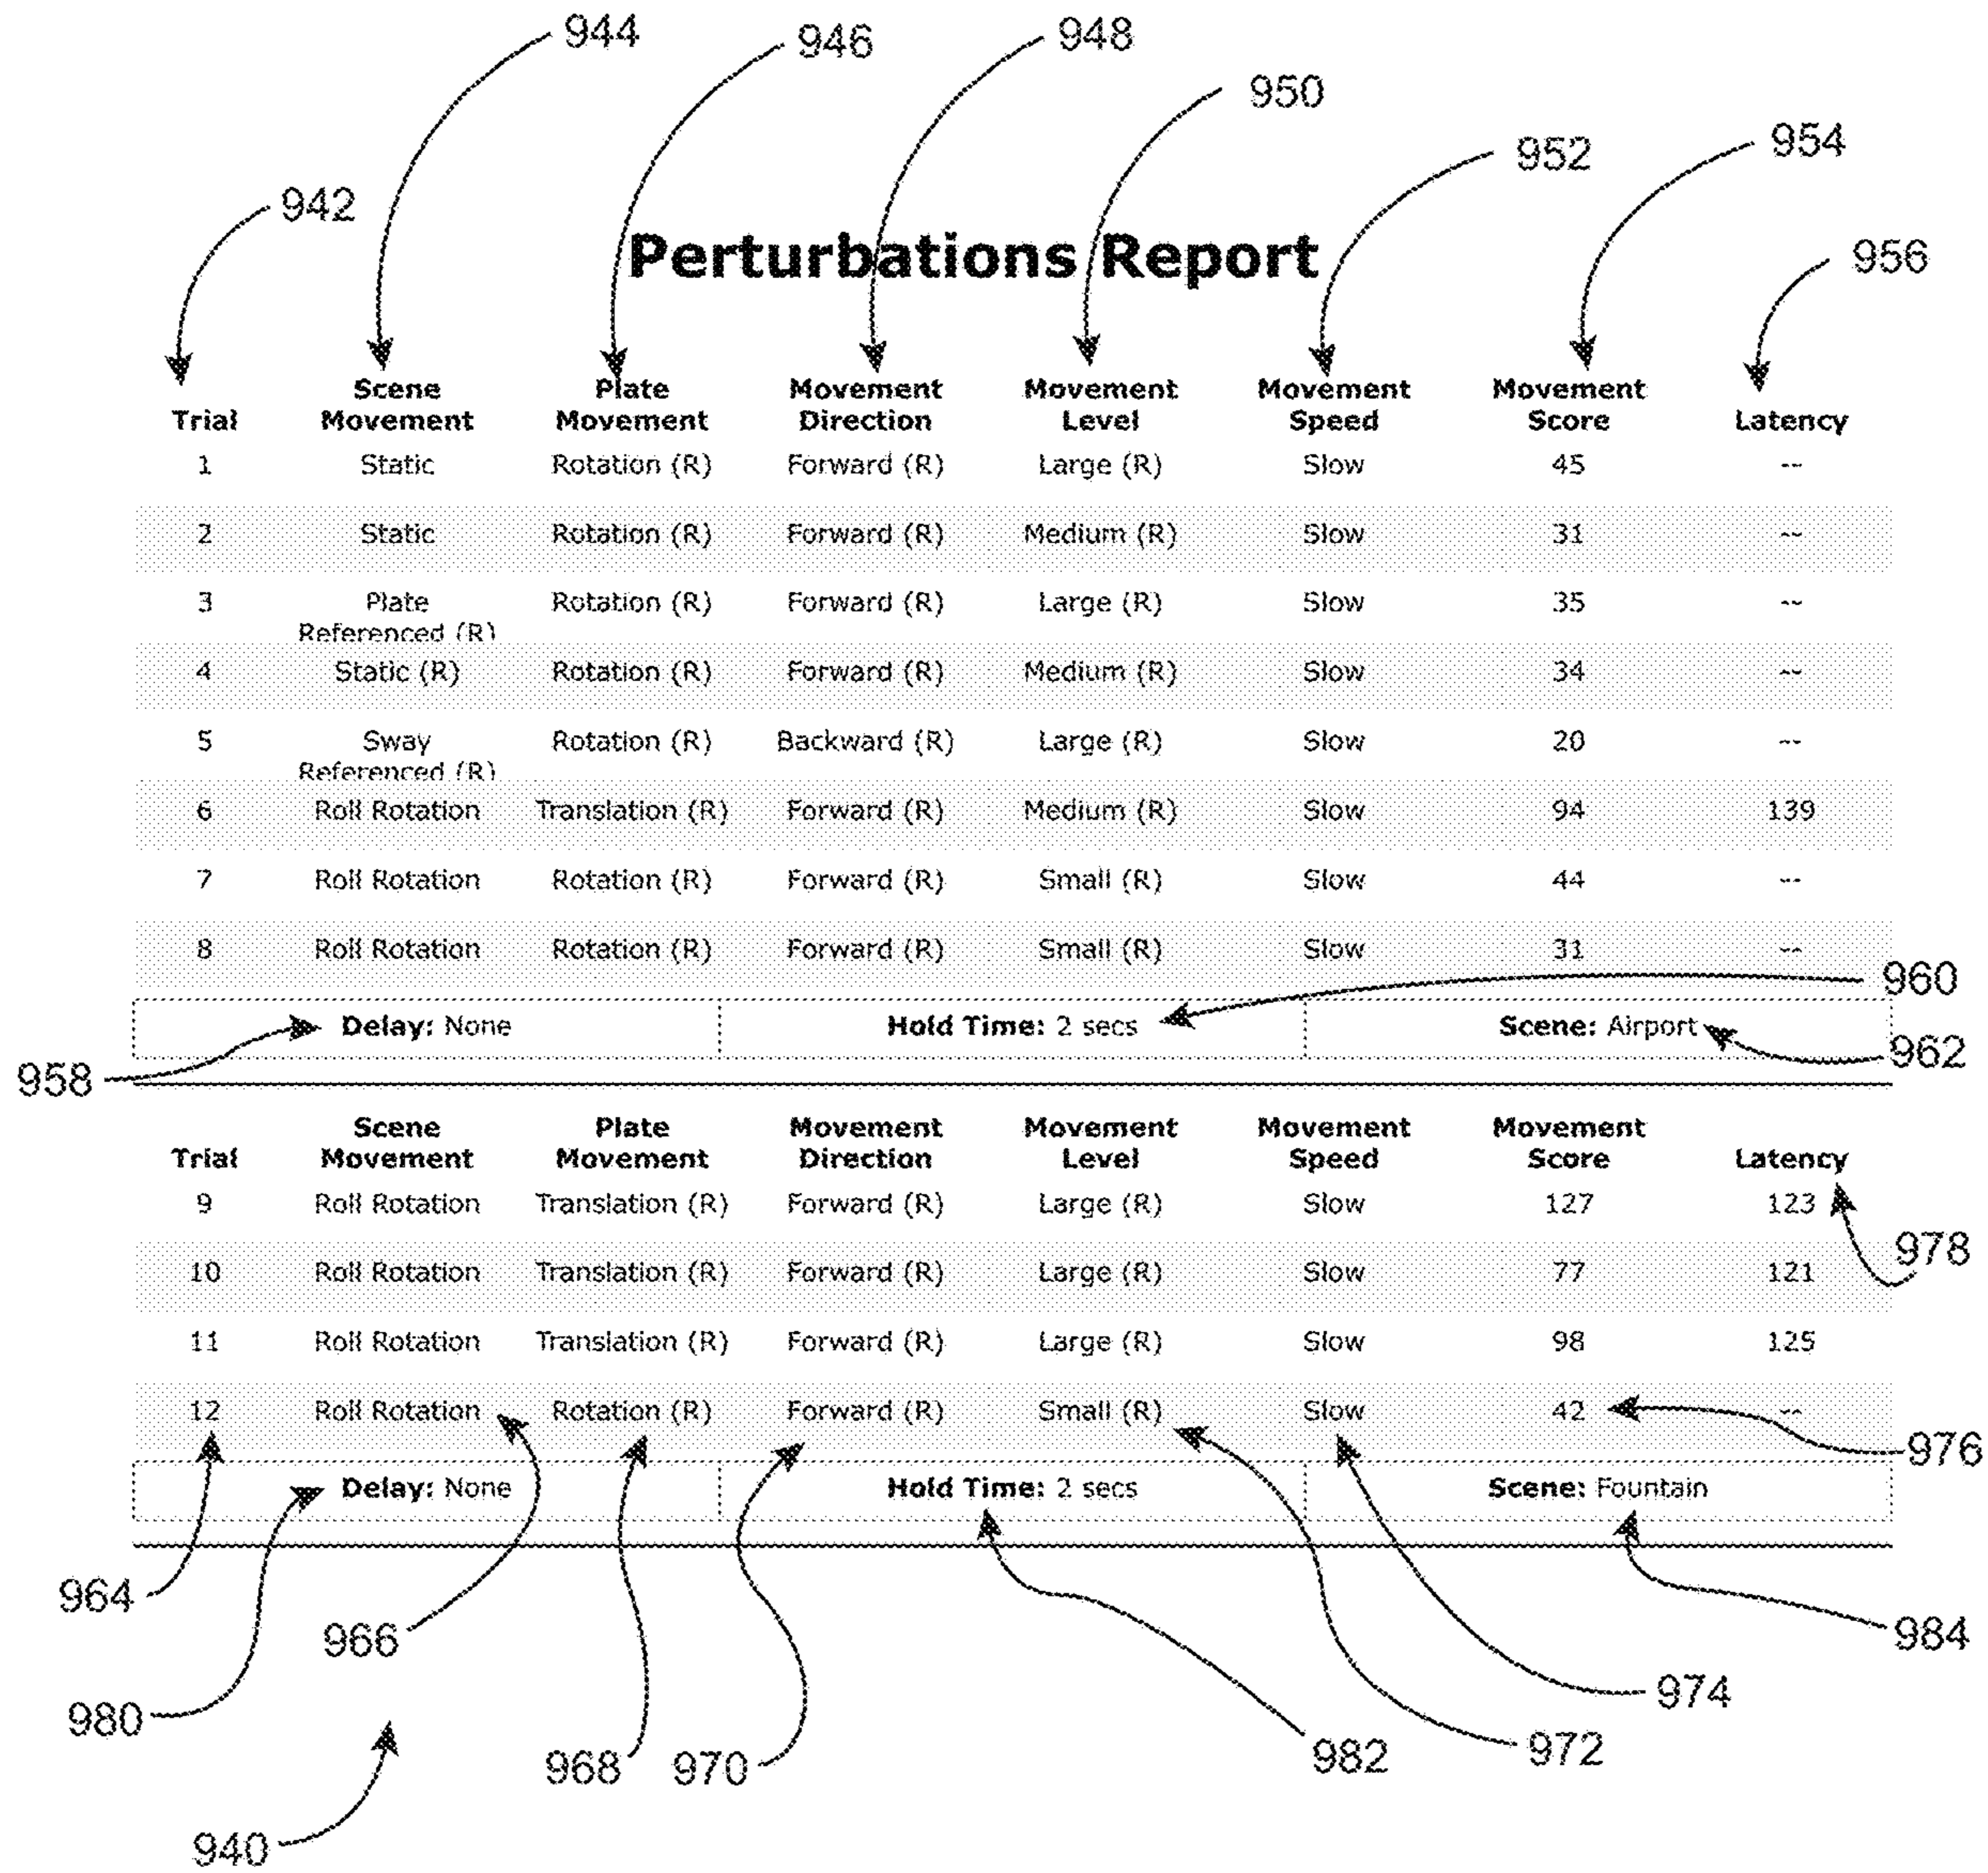 944
946
948
950
952
954
942
956
Perturbations Report
Trial Scene Movement Plate Movement Movement Direction Movement Level Movement Speed Movement Score Latency
1 Static Rotation (R) Forward (R) Large (R) Slow 45 --
2 Static Rotation (R) Forward (R) Medium (R) Slow 31 --
3 Plate Referenced (R) Rotation (R) Forward (R) Large (R) Slow 35 --
4 Static (R) Rotation (R) Forward (R) Medium (R) Slow 34 --
5 Sway Referenced (R) Rotation (R) Backward (R) Large (R) Slow 20 --
6 Roll Rotation Translation (R) Forward (R) Medium (R) Slow 94 139
7 Roll Rotation Rotation (R) Forward (R) Small (R) Slow 44 --
8 Roll Rotation Rotation (R) Forward (R) Small (R) Slow 31 --
960
Delay: None Hold Time: 2 secs Scene: Airport
958
962
Trial Scene Movement Plate Movement Movement Direction Movement Level Movement Speed Movement Score Latency
9 Roll Rotation Translation (R) Forward (R) Large (R) Slow 127 123
978
10 Roll Rotation Translation (R) Forward (R) Large (R) Slow 77 121
11 Roll Rotation Translation (R) Forward (R) Large (R) Slow 98 125
12 Roll Rotation Rotation (R) Forward (R) Small (R) Slow 42 --
976
Delay: None Hold Time: 2 secs Scene: Fountain
964
966
984
980
974
968
970
982
972
940